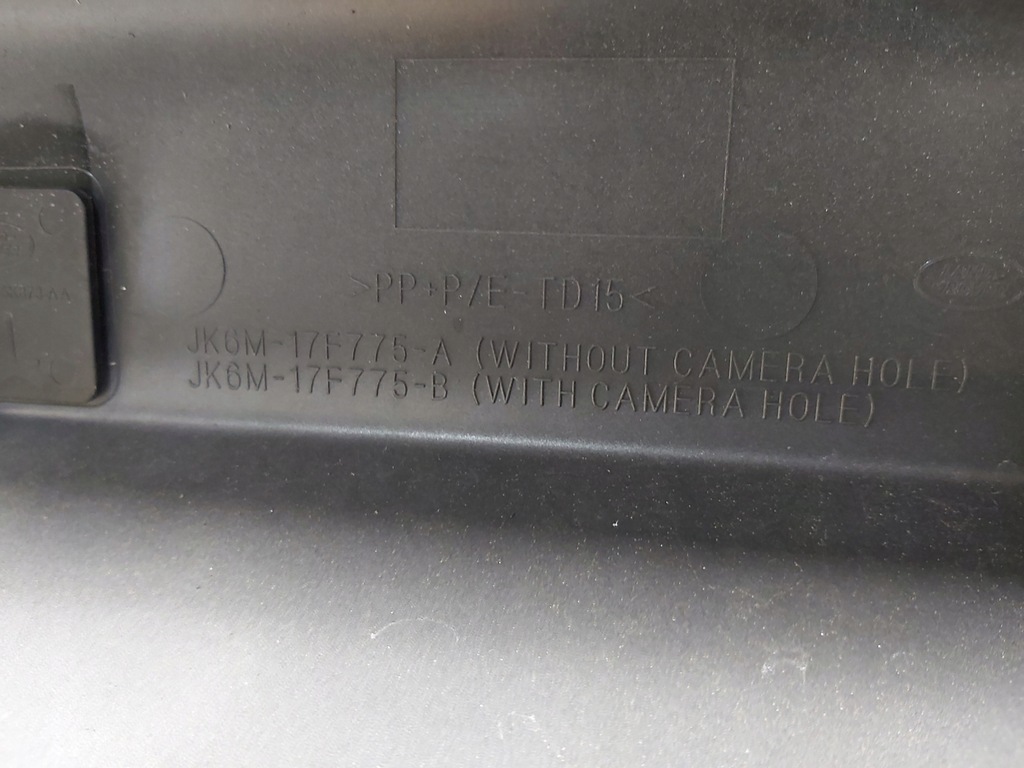 >PP+P/E-TD15<
JK6M-17F775-A (WITHOUT CAMERA HOLE)
JK6M-17F775-B (WITH CAMERA HOLE)